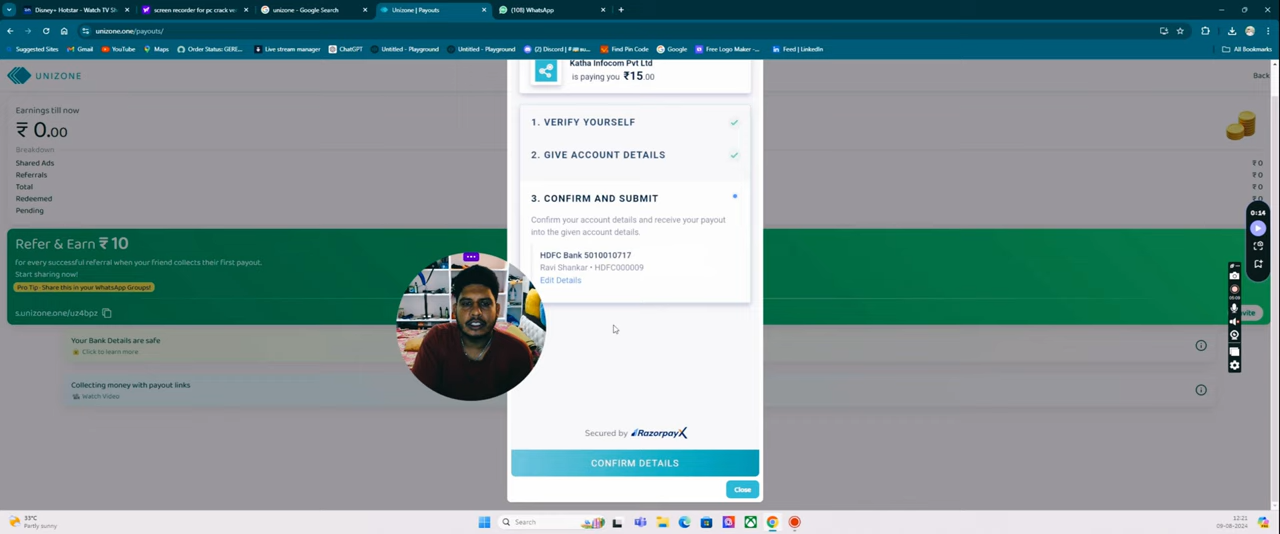 Disney+ Hotstar - Watch TV Sh
screen recorder for pc crack ve
unizone - Google Search
Unizone | Payouts
(108) WhatsApp
unizone.one/payouts/
Suggested Sites
Gmail
YouTube
Maps
Order Status: GERE...
Live stream manager
ChatGPT
Untitled - Playground
Untitled - Playground
Find Pin Code
Google
Free Logo Maker -...
Feed | LinkedIn
All Bookmarks
UNIZONE
Back
Earnings till now
₹ 0.00
Breakdown
Shared Ads
₹ 0
Referrals
₹ 0
Total
₹ 0
Redeemed
₹ 0
Pending
₹ 0
Refer & Earn ₹ 10
for every successful referral when your friend collects their first payout.
Start sharing now!
Pro Tip - Share this in your WhatsApp Groups!
s.unizone.one/uz4bpz
Your Bank Details are safe
Click to learn more
Collecting money with payout links
Watch Video
Katha Infocom Pvt Ltd
is paying you ₹15.00
1. VERIFY YOURSELF
2. GIVE ACCOUNT DETAILS
3. CONFIRM AND SUBMIT
Confirm your account details and receive your payout
into the given account details.
HDFC Bank 5010010717
Ravi Shankar • HDFC000009
Edit Details
Secured by RazorpayX
CONFIRM DETAILS
Close
0:14
33°C
Partly sunny
Search
12:21
09-08-2024